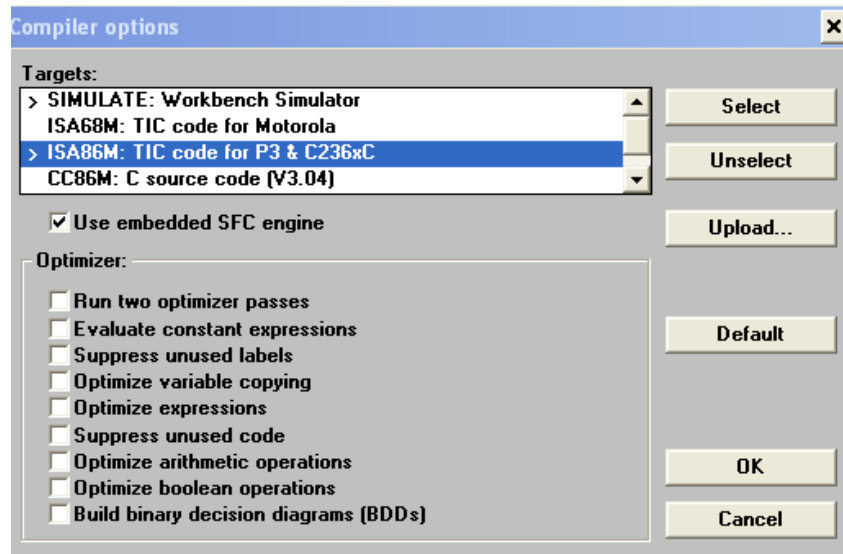 Compiler options
Targets:
> SIMULATE: Workbench Simulator
ISA68M: TIC code for Motorola
> ISA86M: TIC code for P3 & C236xC
CC86M: C source code (V3.04)
Select
Unselect
Use embedded SFC engine
Upload...
Optimizer:
Run two optimizer passes
Evaluate constant expressions
Default
Suppress unused labels
Optimize variable copying
Optimize expressions
Suppress unused code
Optimize arithmetic operations
OK
Optimize boolean operations
Build binary decision diagrams (BDDs)
Cancel